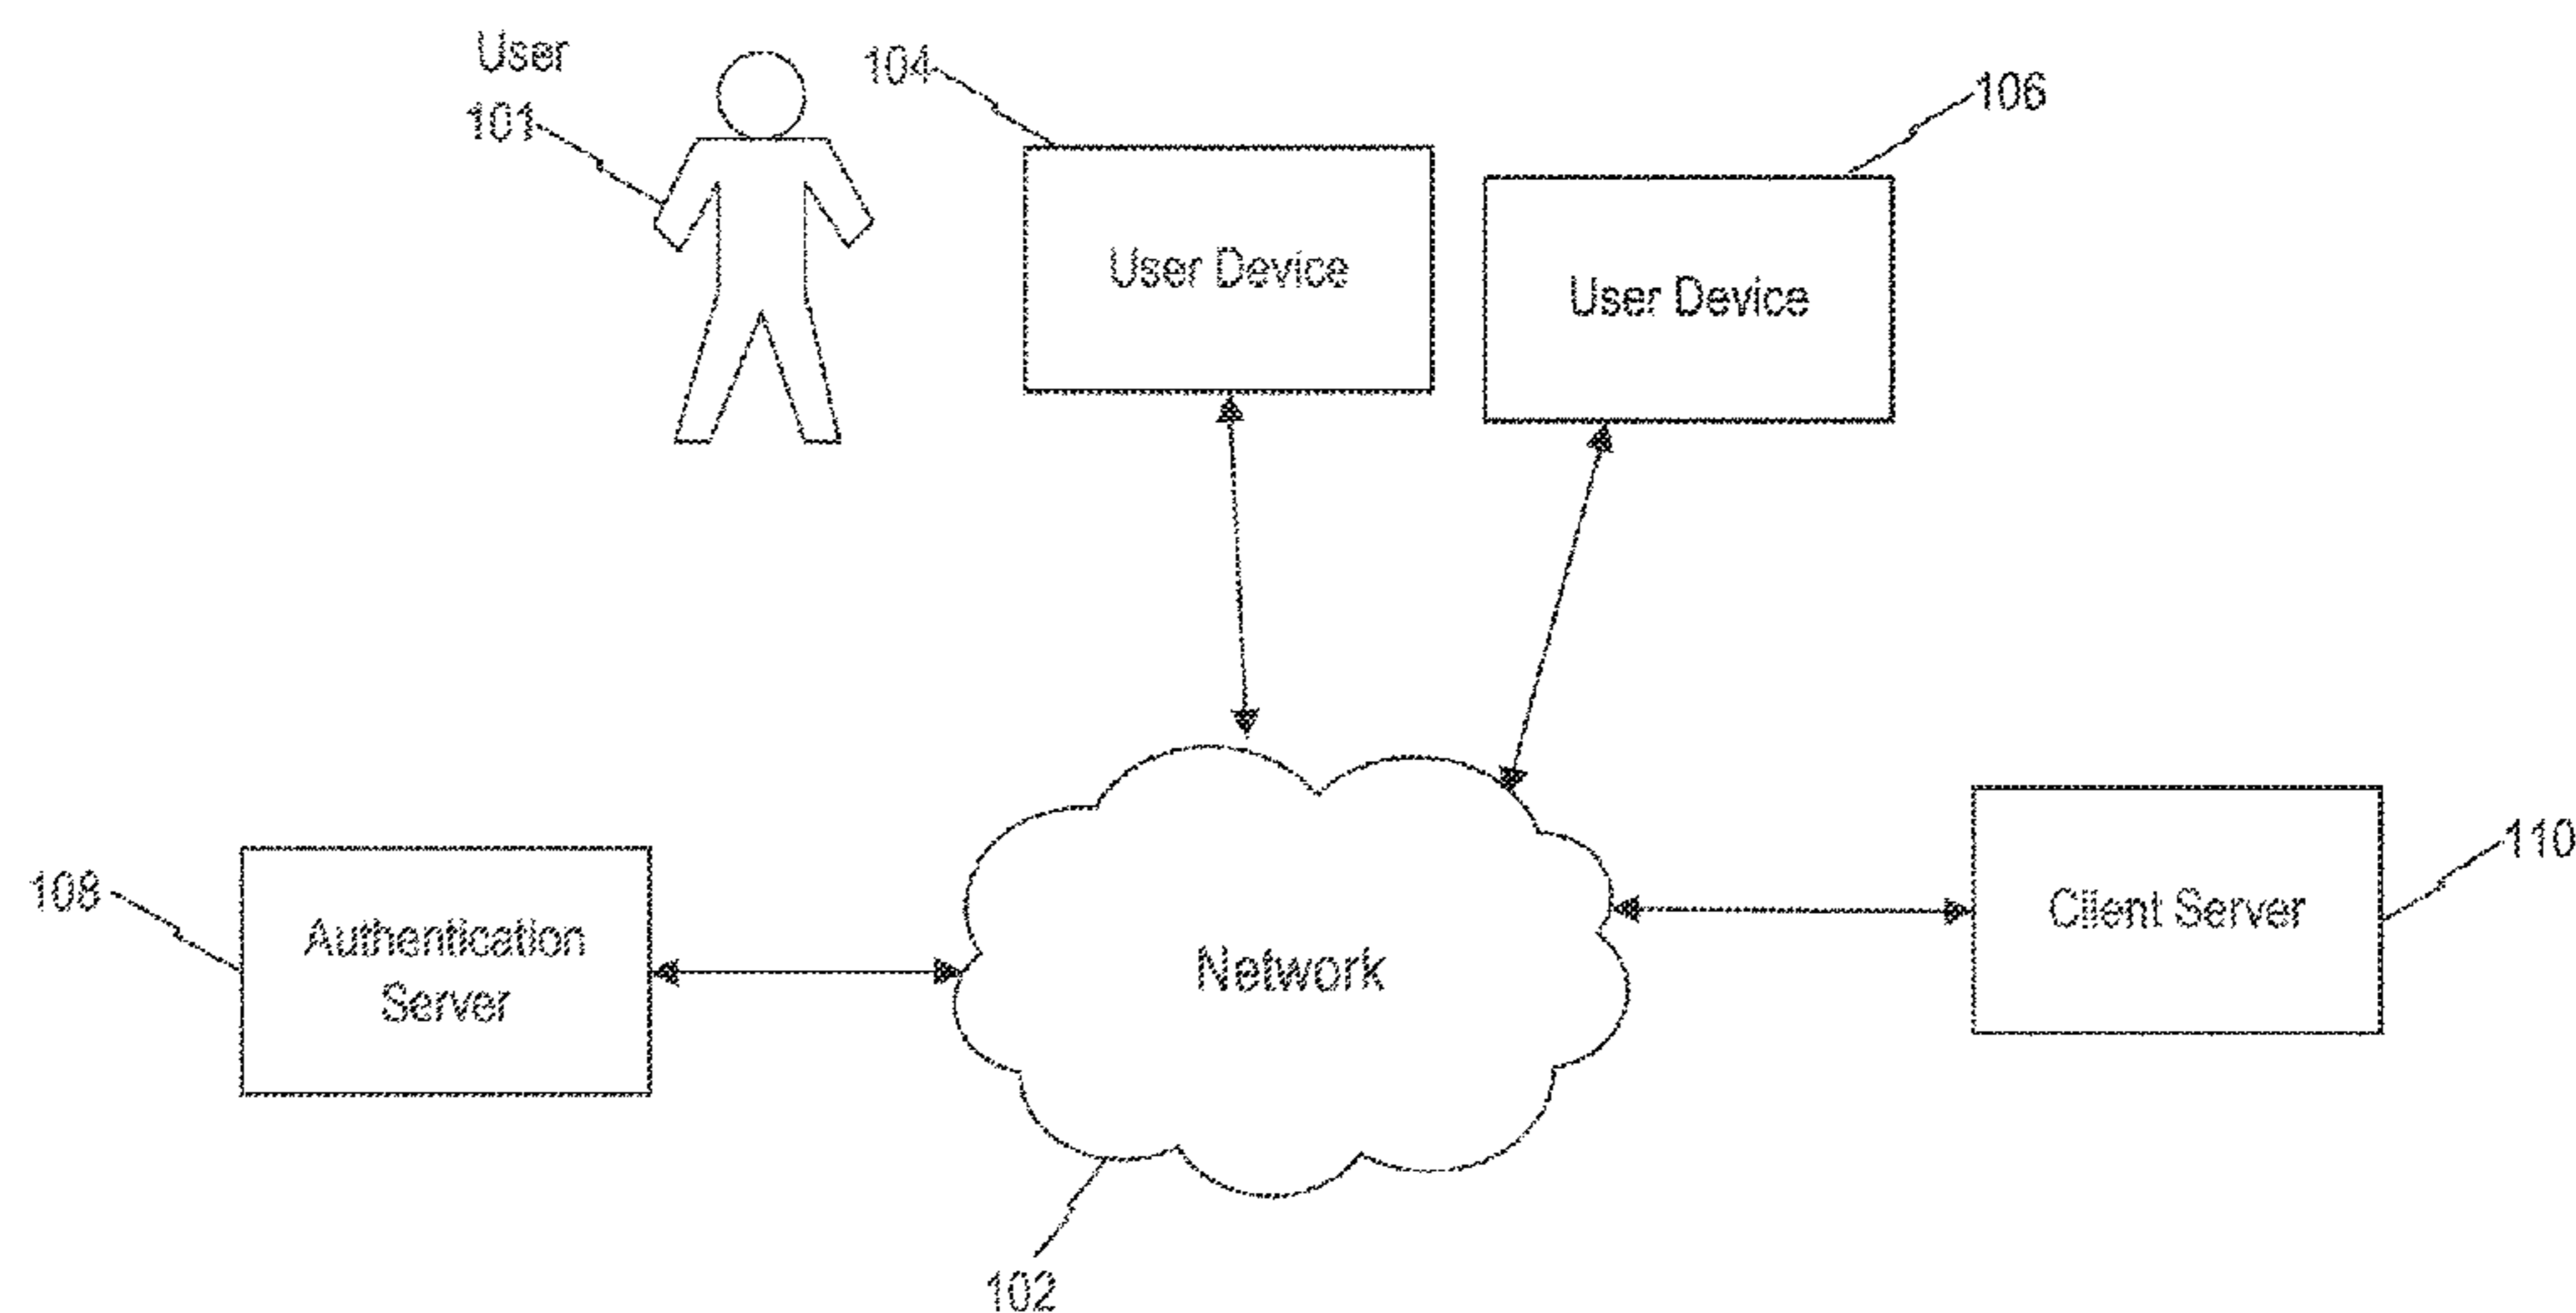 User
101
104
106
User Device
User Device
108
Authentication
Server
Network
Client Server
110
102